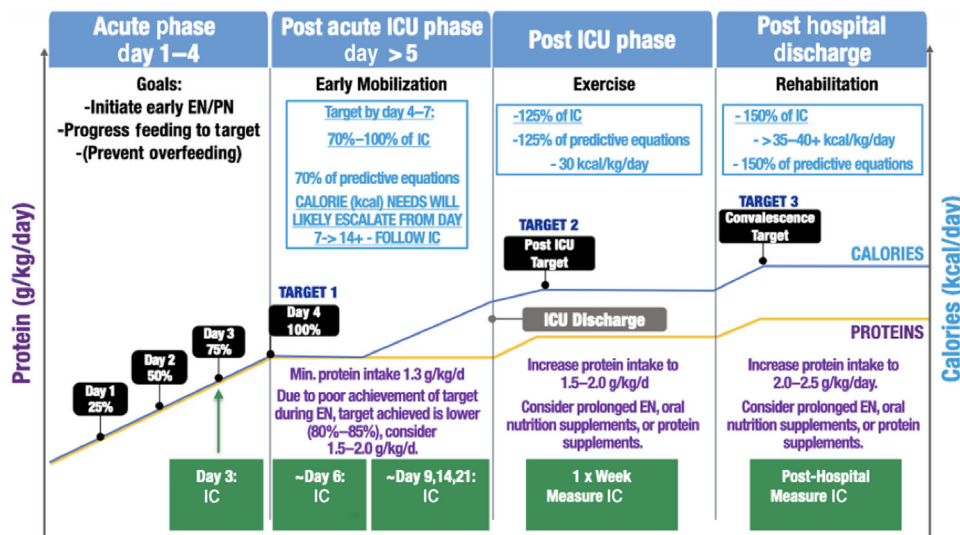 Acute phase
day 1–4
Post acute ICU phase
day >5
Post ICU phase
Post hospital
discharge
Protein (g/kg/day)
Goals:
-Initiate early EN/PN
-Progress feeding to target
-(Prevent overfeeding)
Early Mobilization
Target by day 4–7:
70%–100% of IC
70% of predictive equations
CALORIE (kcal) NEEDS WILL
LIKELY ESCALATE FROM DAY
7-> 14+ - FOLLOW IC
Exercise
-125% of IC
-125% of predictive equations
- 30 kcal/kg/day
Rehabilitation
- 150% of IC
- >35–40+ kcal/kg/day
- 150% of predictive equations
Calories (kcal/day)
Day 1
25%
Day 2
50%
Day 3
75%
TARGET 1
Day 4
100%
TARGET 2
Post ICU
Target
TARGET 3
Convalescence
Target
CALORIES
ICU Discharge
PROTEINS
Min. protein intake 1.3 g/kg/d
Due to poor achievement of target
during EN, target achieved is lower
(80%–85%), consider
1.5–2.0 g/kg/d.
Increase protein intake to
1.5–2.0 g/kg/d
Consider prolonged EN, oral
nutrition supplements, or protein
supplements.
Increase protein intake to
2.0–2.5 g/kg/day.
Consider prolonged EN, oral
nutrition supplements, or protein
supplements.
Day 3:
IC
~Day 6:
IC
~Day 9,14,21:
IC
1 x Week
Measure IC
Post-Hospital
Measure IC